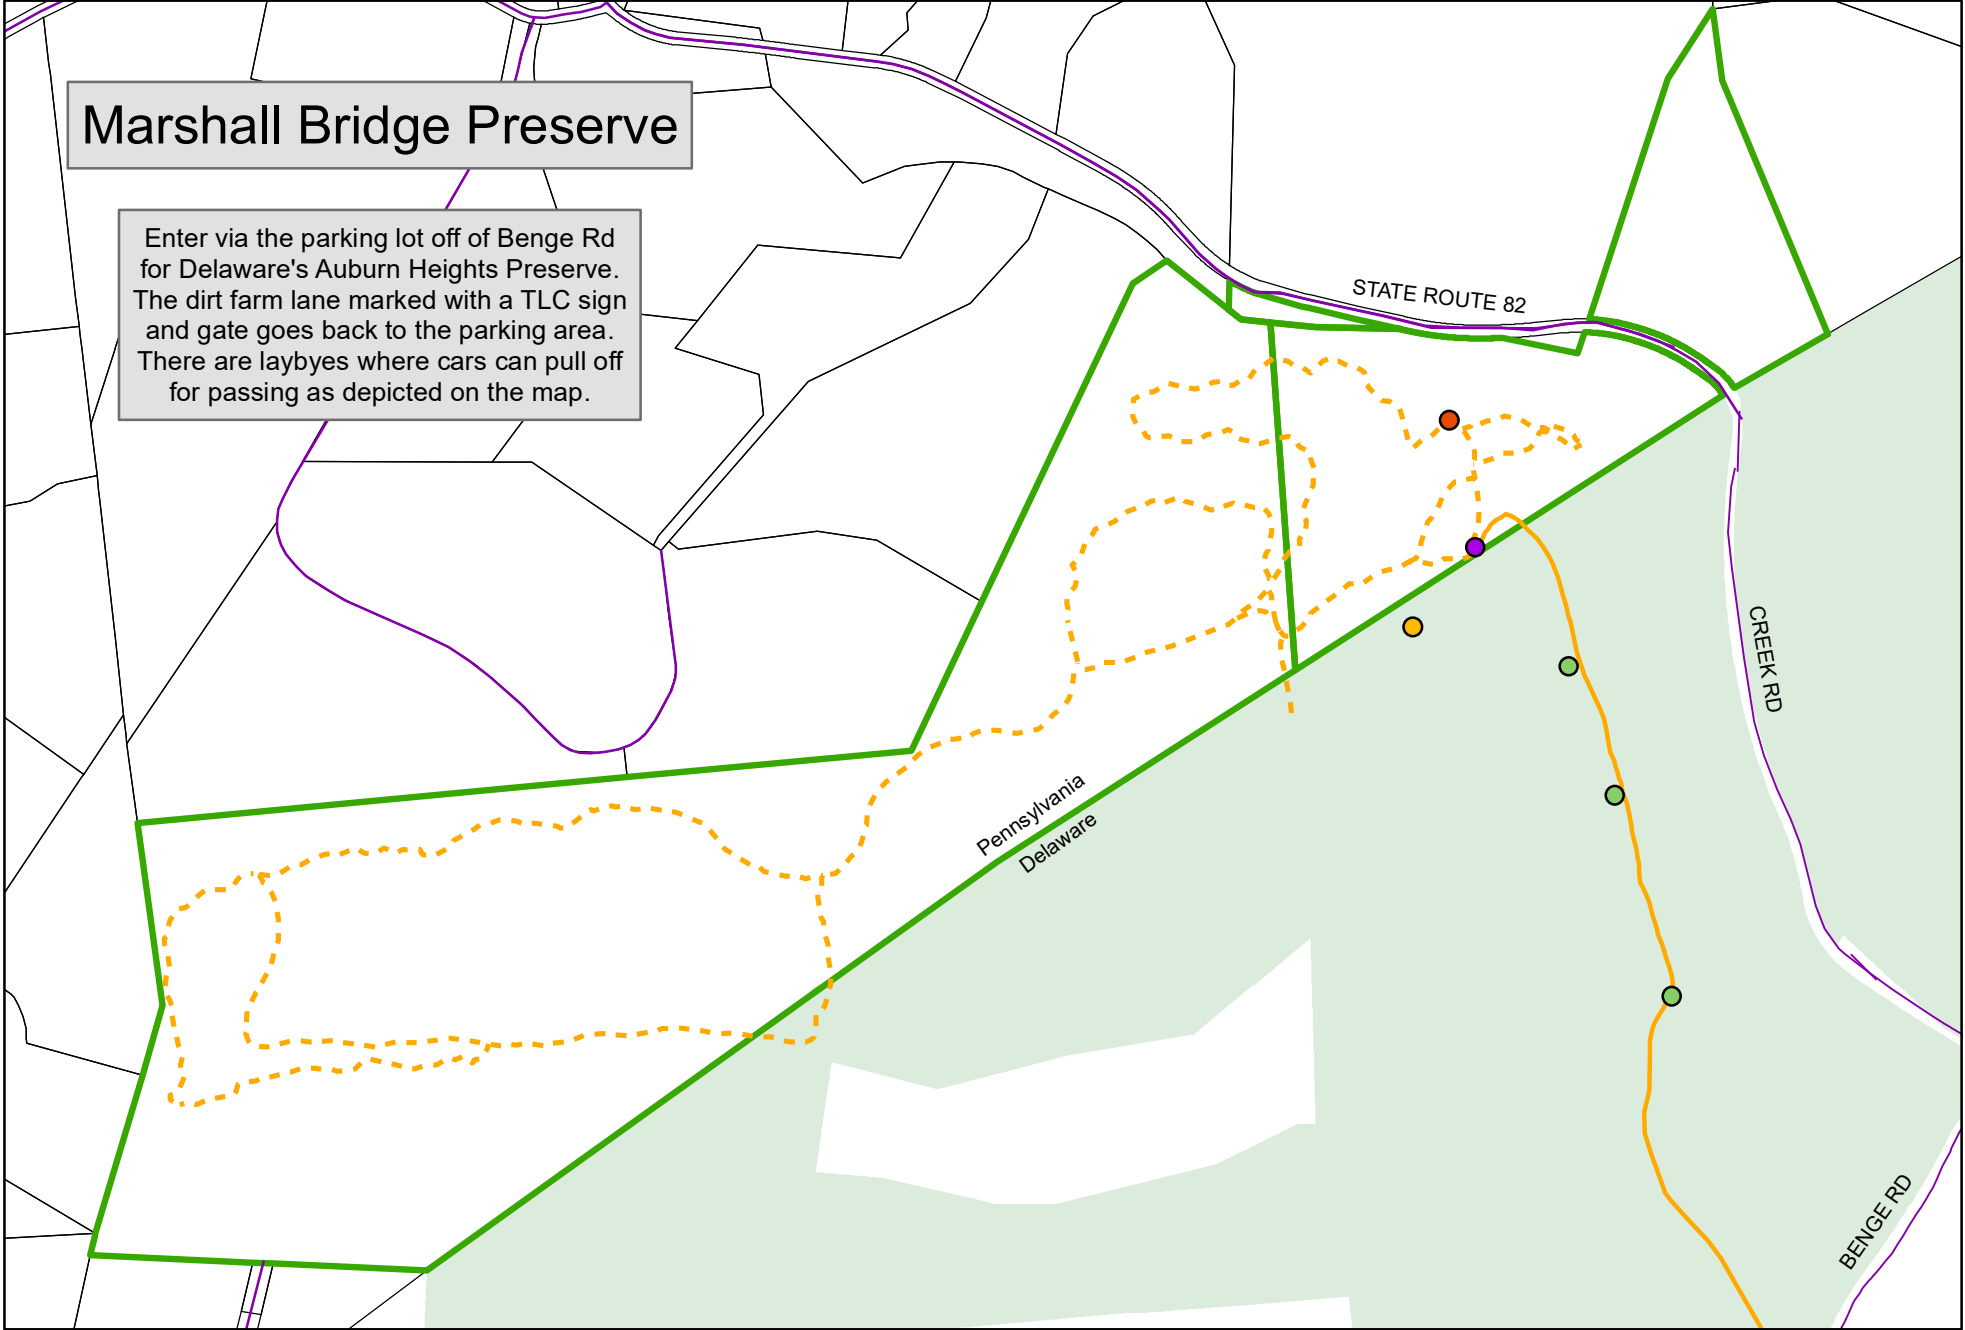 Marshall Bridge Preserve
Enter via the parking lot off of Benge Rd
for Delaware's Auburn Heights Preserve.
The dirt farm lane marked with a TLC sign
and gate goes back to the parking area.
There are laybyes where cars can pull off
for passing as depicted on the map.
STATE ROUTE 82
CREEK RD
Pennsylvania
Delaware
BENGE RD